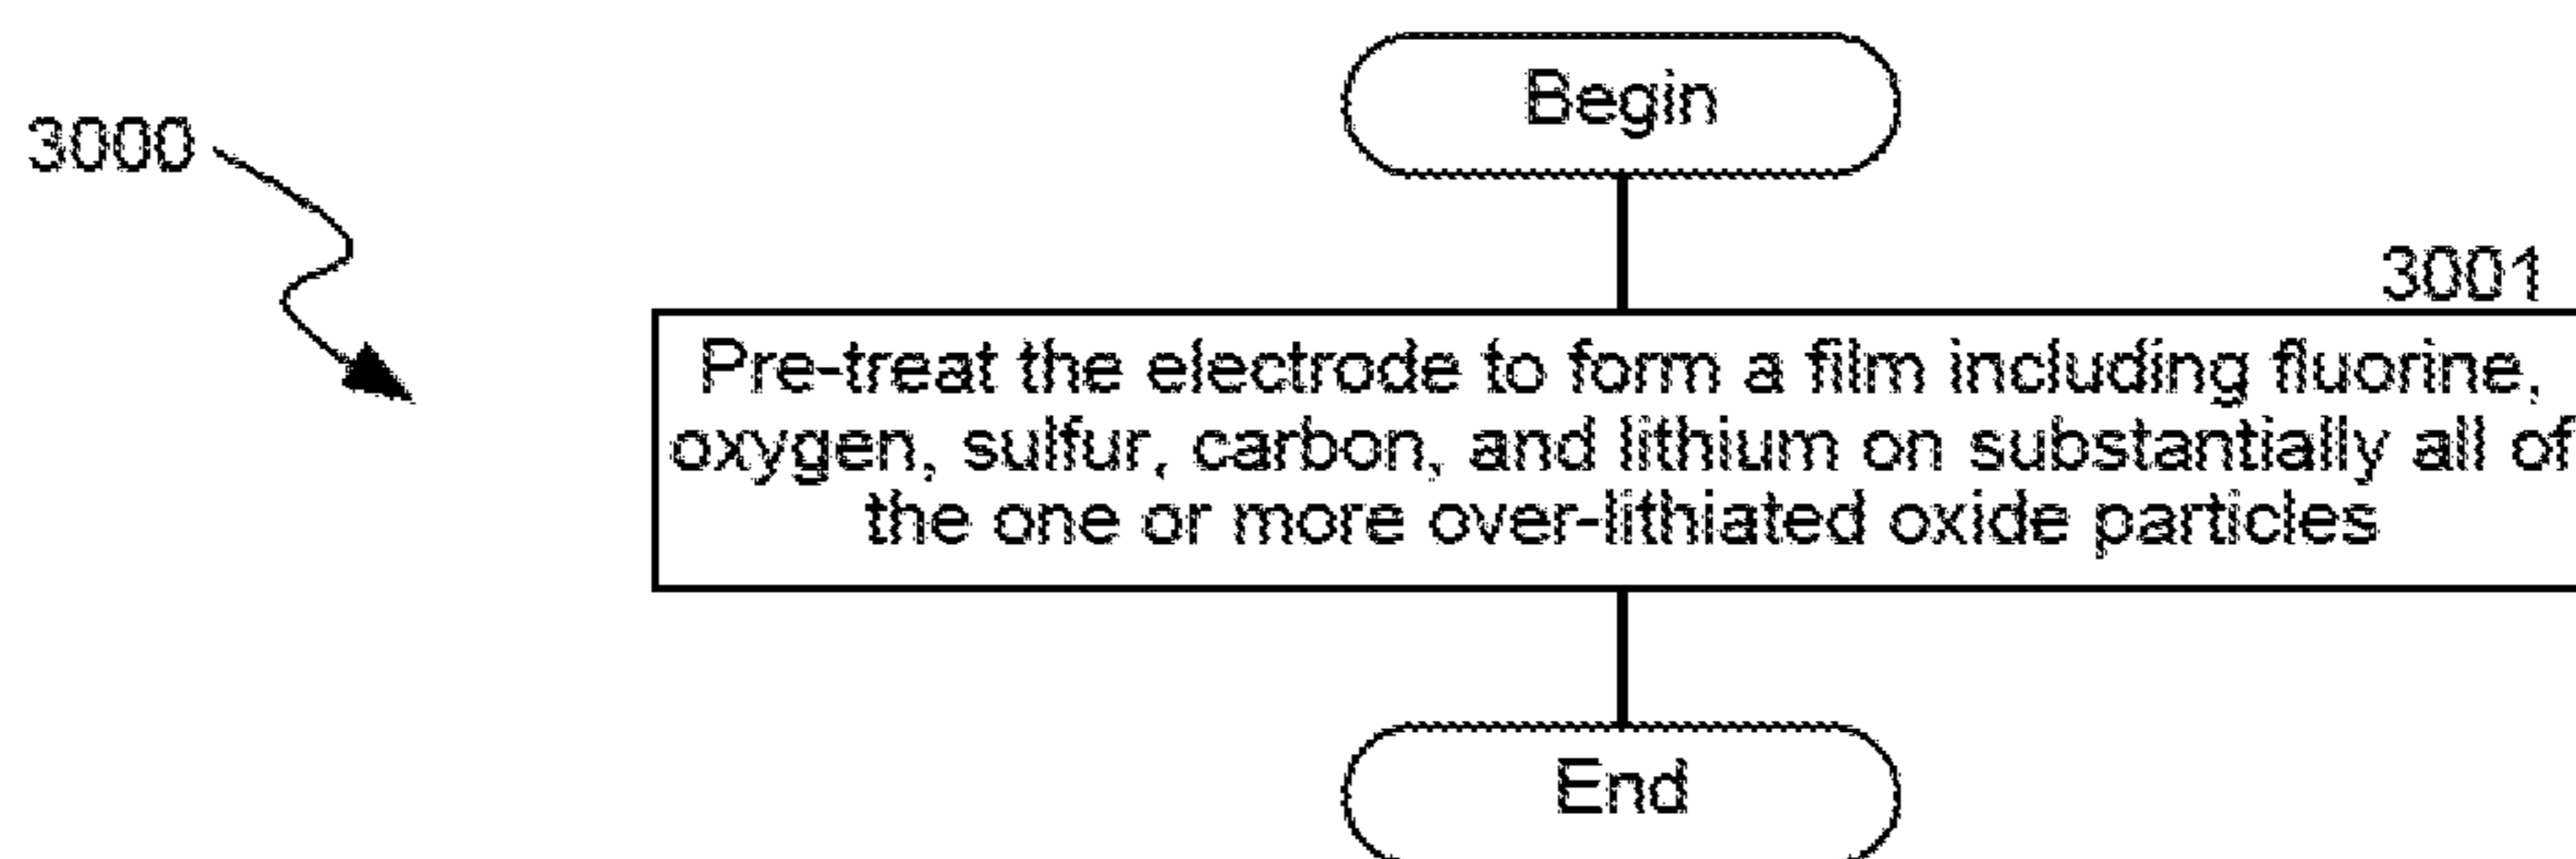 Begin
3000
3001
Pre-treat the electrode to form a film including fluorine,
oxygen, sulfur, carbon, and lithium on substantially all of
the one or more over-lithiated oxide particles
End